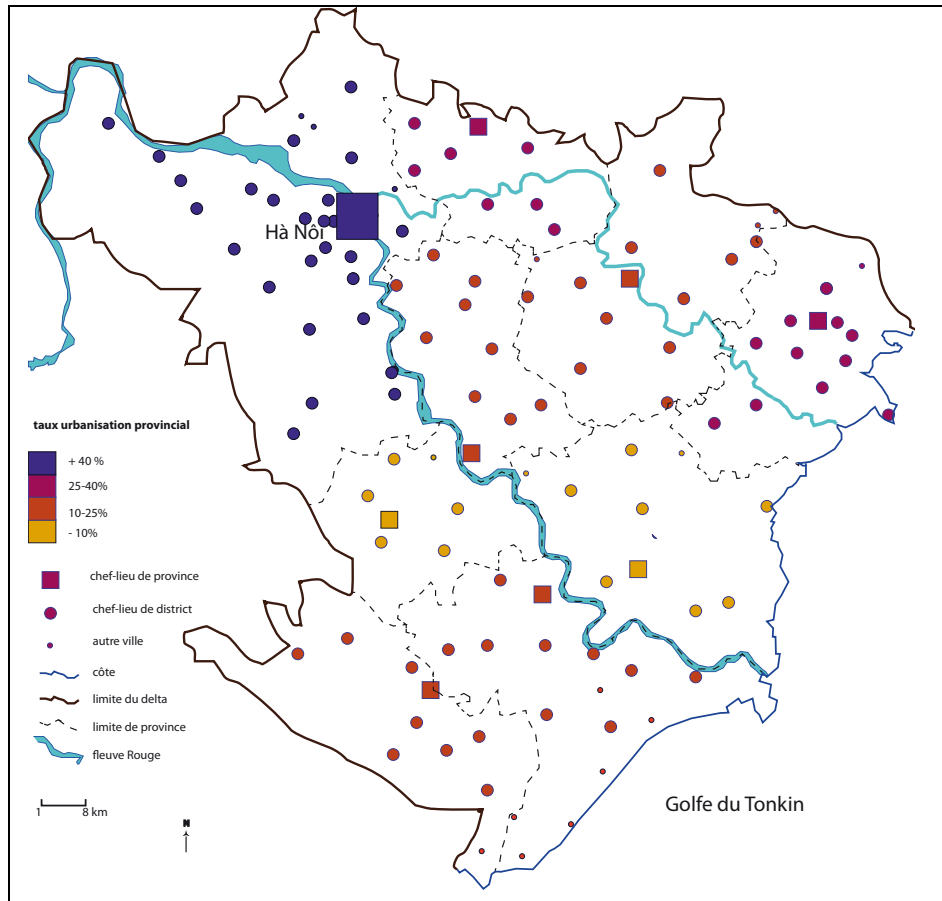 Hà Nôi
taux urbanisation provincial
+ 40 %
25-40%
10-25%
- 10%
chef-lieu de province
chef-lieu de district
autre ville
côte
limite du delta
limite de province
fleuve Rouge
1 8 km
N
Golfe du Tonkin